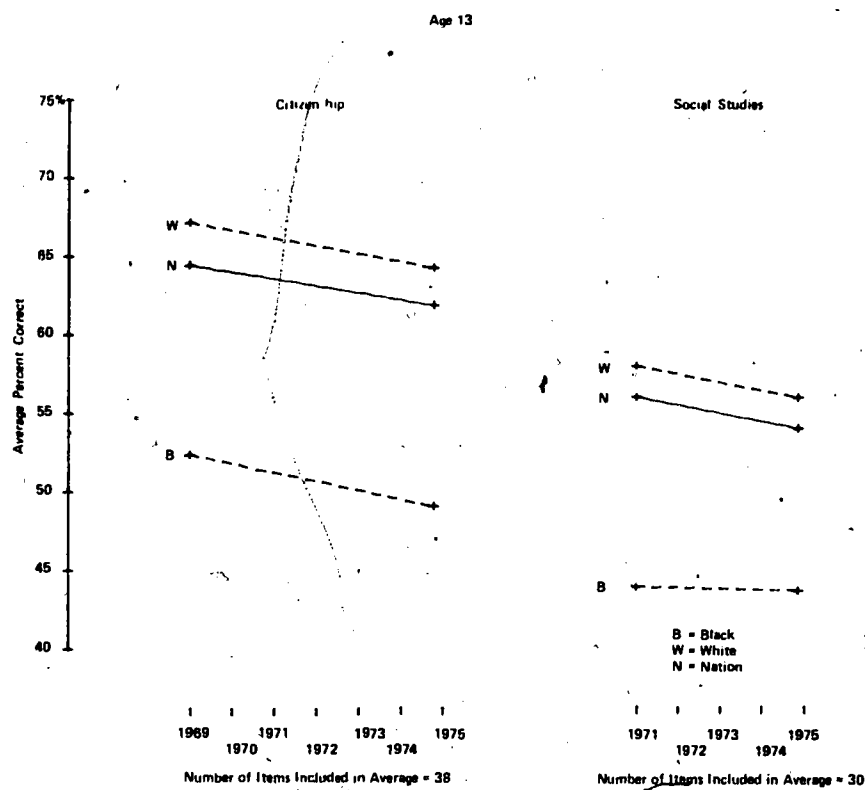 Age 13
75%
Social Studies
70
65
60
55
50
45
40
Average Percent Correct
W
N
B
W
N
B
B = Black
W = White
N = Nation
1969 1971 1973 1975
1970 1972 1974
1971 1973 1975
1972 1974
Number of Items Included in Average = 38
Number of Items Included in Average = 30